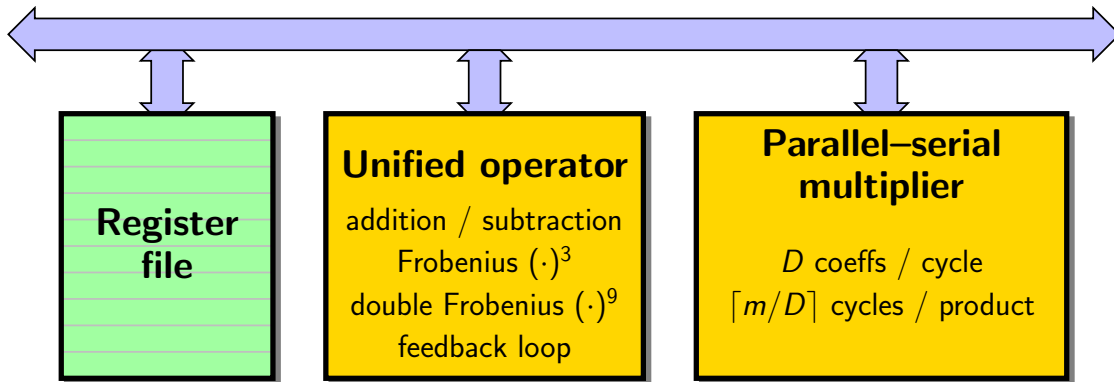 Register
file
Unified operator
addition / subtraction
Frobenius (·)³
double Frobenius (·)⁹
feedback loop
Parallel–serial
multiplier
D coeffs / cycle
⌈m/D⌉ cycles / product